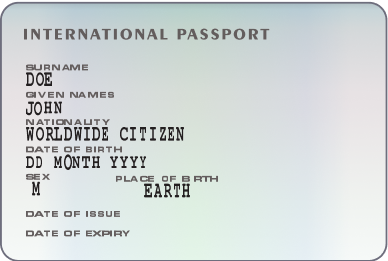 INTERNATIONAL PASSPORT
SURNAME
DOE
GIVEN NAMES
JOHN
NATIONALITY
WORLDWIDE CITIZEN
DATE OF BIRTH
DD MONTH YYYY
SEX PLACE OF BIRTH
M EARTH
DATE OF ISSUE
DATE OF EXPIRY